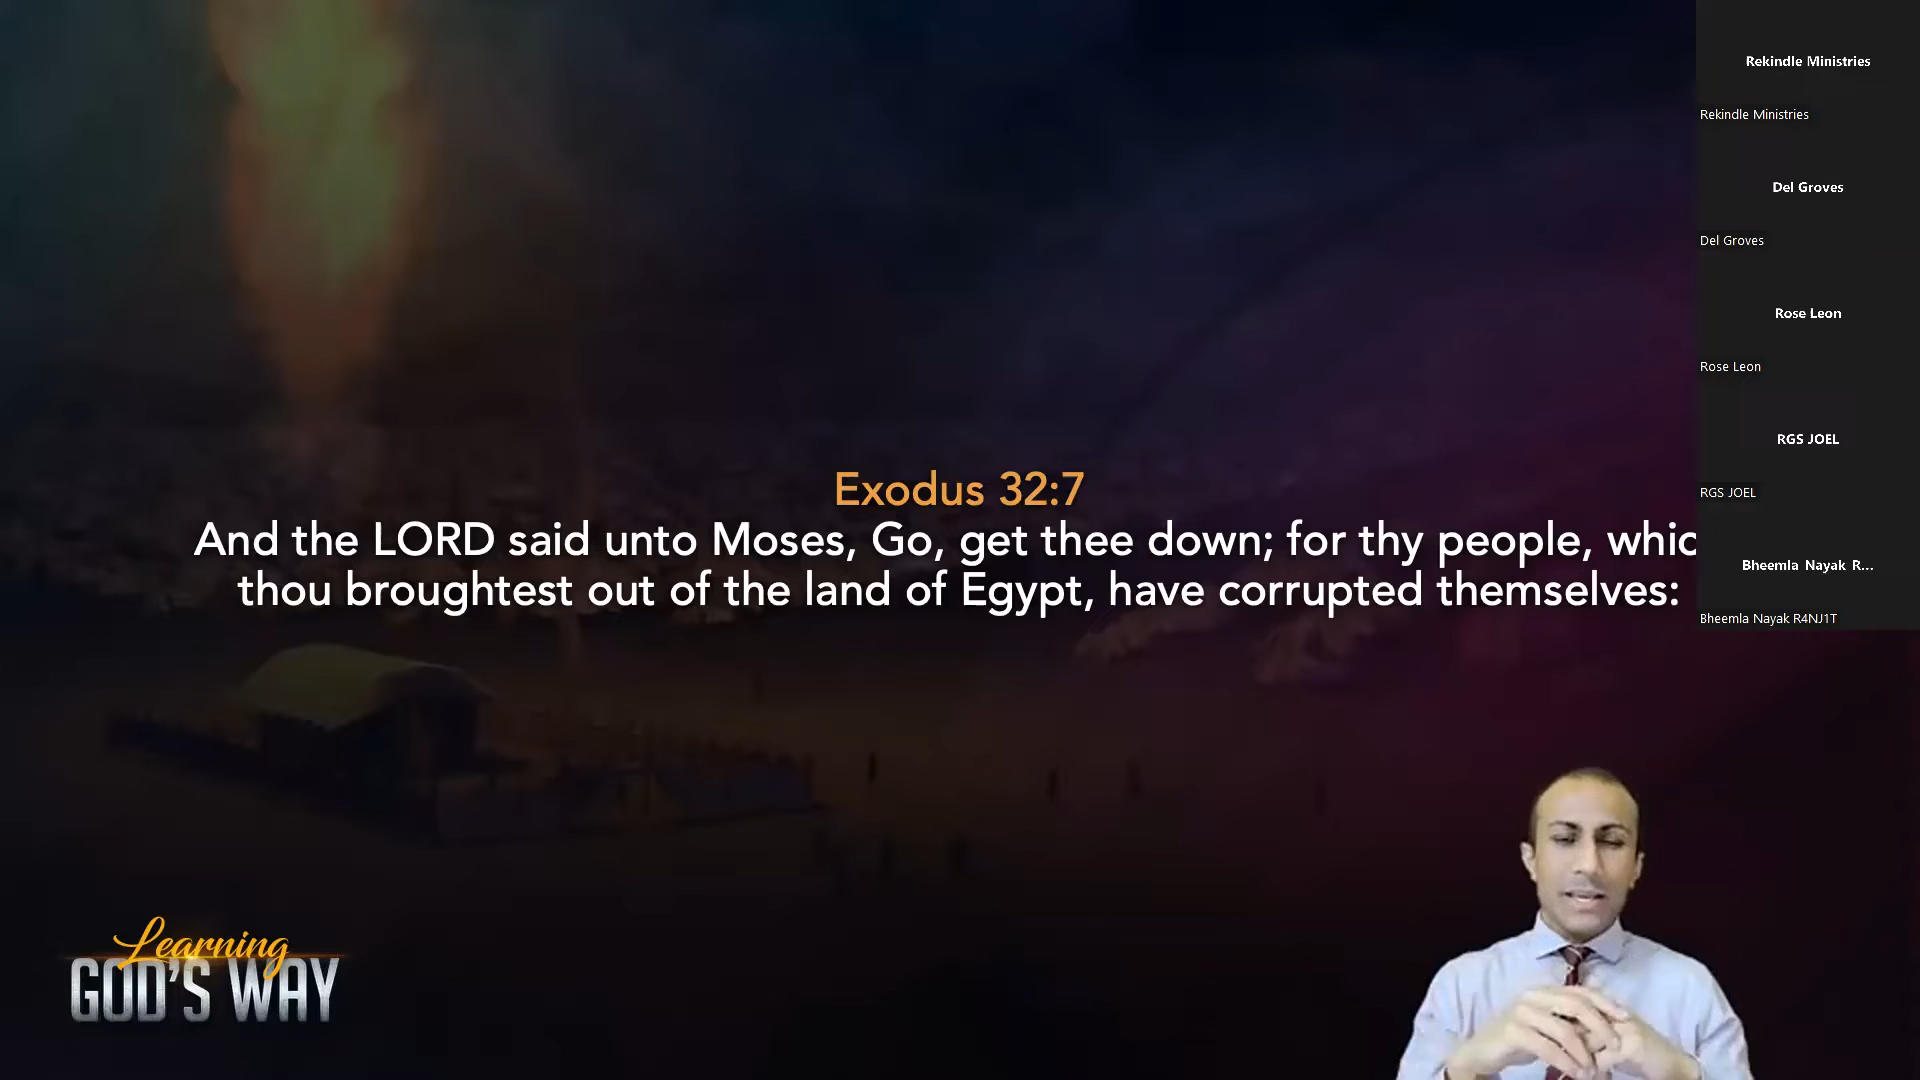 Rekindle Ministries
Rekindle Ministries
Del Groves
Del Groves
Rose Leon
Rose Leon
RGS JOEL
RGS JOEL
Bheemla Nayak R...
Bheemla Nayak R4NJ1T
Exodus 32:7
And the LORD said unto Moses, Go, get thee down; for thy people, whic
thou broughtest out of the land of Egypt, have corrupted themselves:
Learning
GOD'S WAY